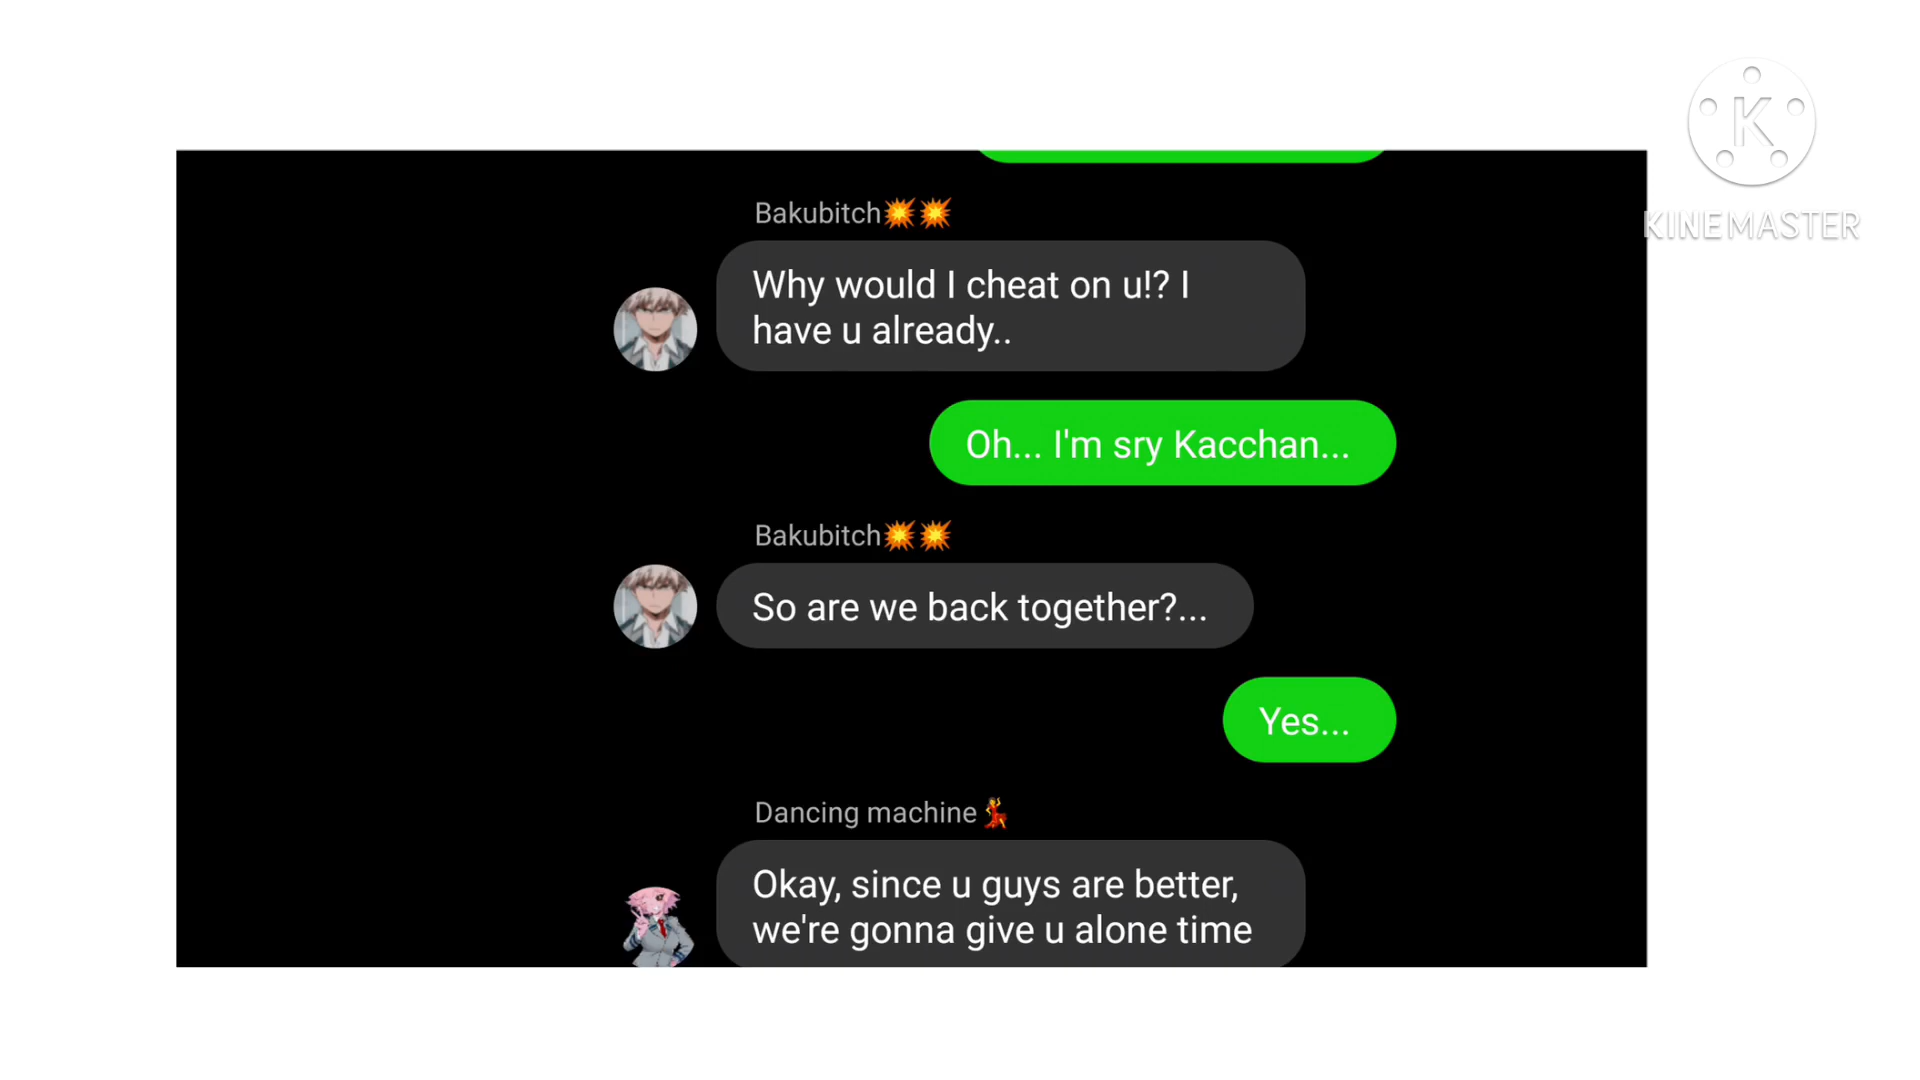 K
KINEMASTER
Bakubitch💥💥
Why would I cheat on u!? I
have u already..
Oh... I'm sry Kacchan...
Bakubitch💥💥
So are we back together?...
Yes...
Dancing machine💃
Okay, since u guys are better,
we're gonna give u alone time